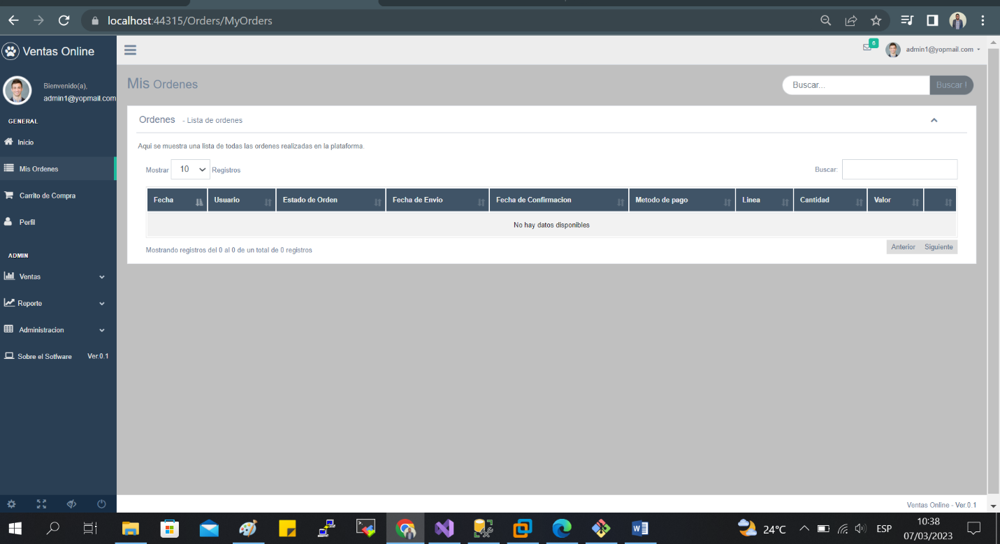 localhost:44315/Orders/MyOrders
Ventas Online
6
admin1@yopmail.com
Bienvenido(a),
admin1@yopmail.com
Mis Ordenes
Buscar...
Buscar !
GENERAL
Inicio
Mis Ordenes
Carrito de Compra
Perfil
ADMIN
Ventas
Reporte
Administracion
Sobre el Sotfware Ver.0.1
Ordenes - Lista de ordenes
Aqui se muestra una lista de todas las ordenes realizadas en la plataforma.
Mostrar 10 Registros
Buscar:
Fecha Usuario Estado de Orden Fecha de Envio Fecha de Confirmacion Metodo de pago Linea Cantidad Valor
No hay datos disponibles
Mostrando registros del 0 al 0 de un total de 0 registros
Anterior Siguiente
Ventas Online - Ver.0.1
24°C
ESP
10:38
07/03/2023